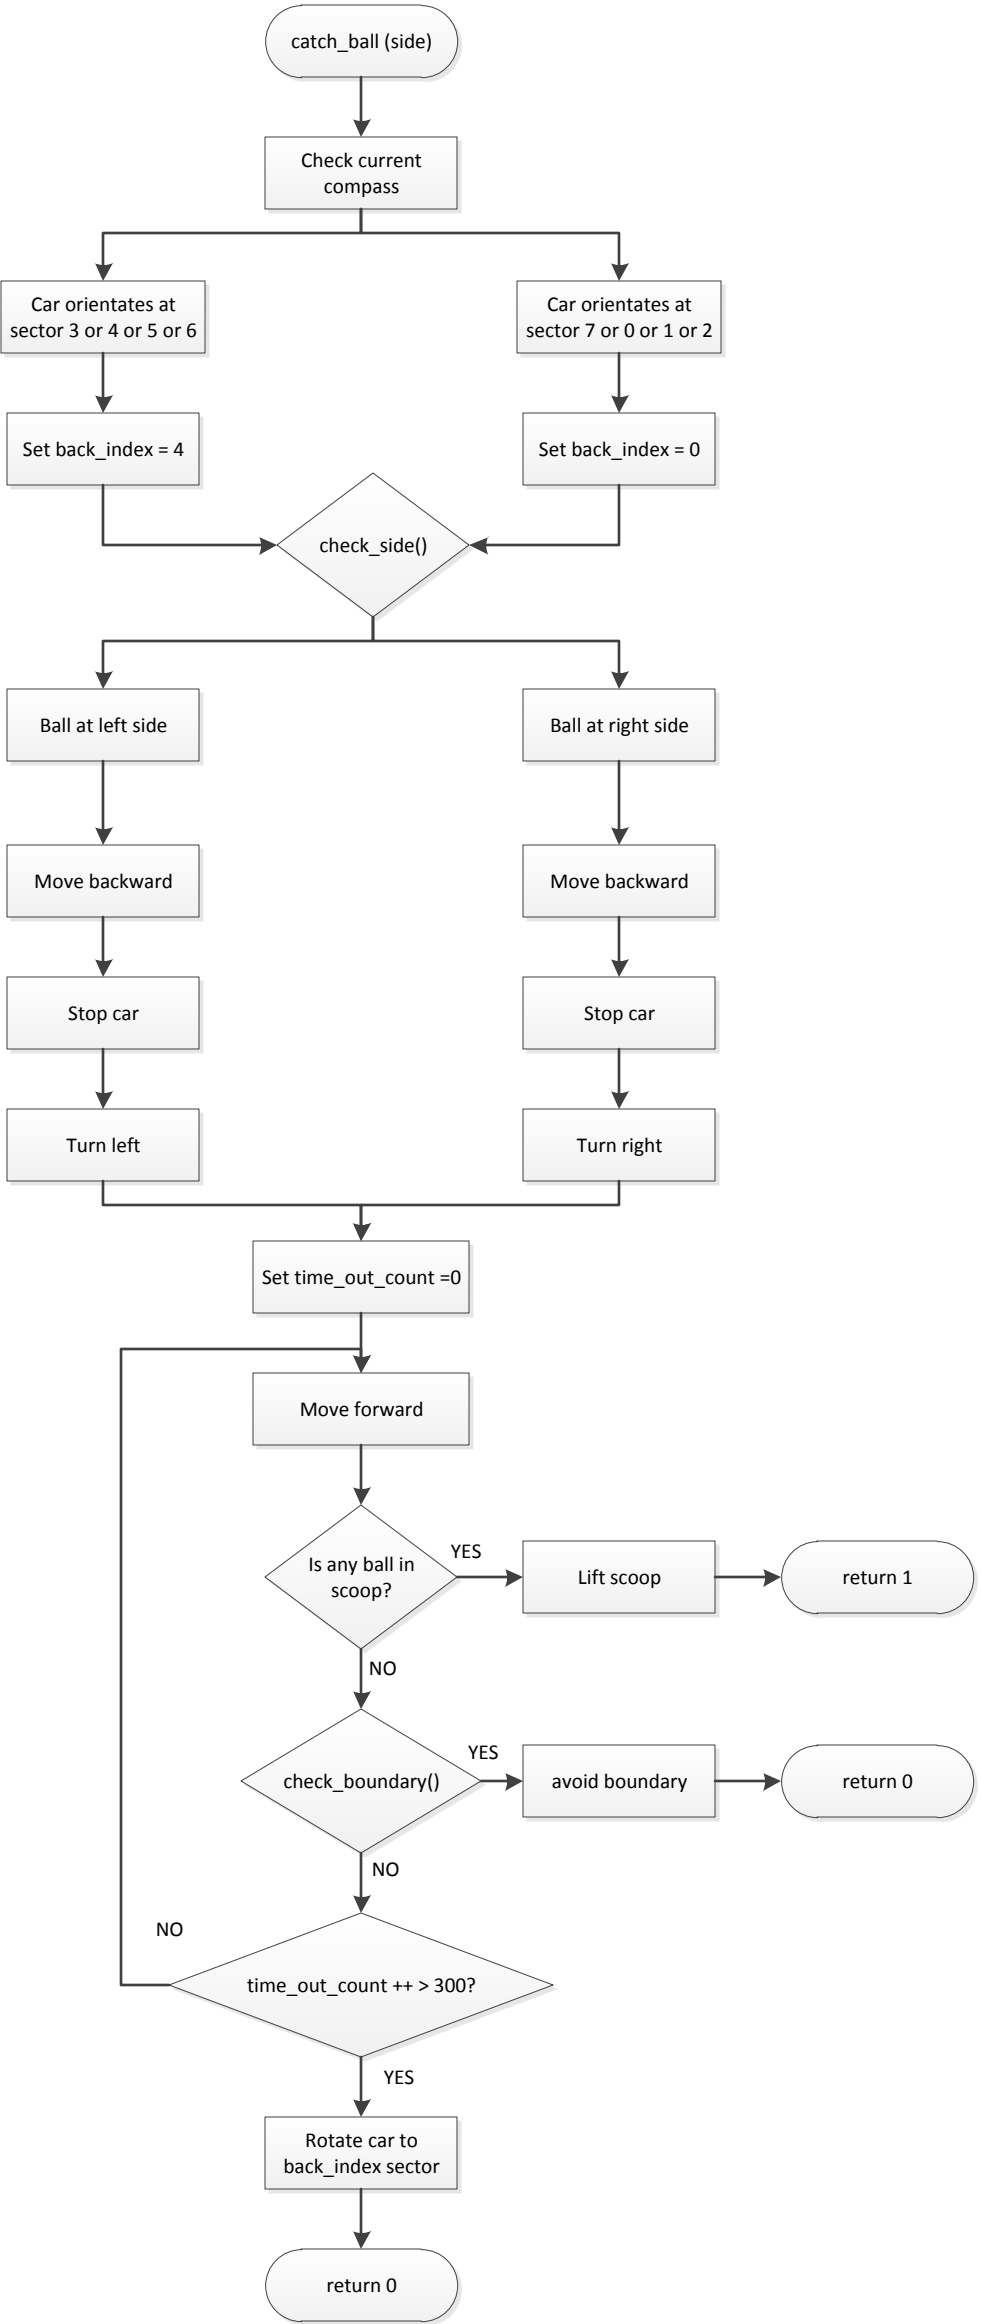 catch_ball (side)
Check current
compass
Car orientates at
sector 3 or 4 or 5 or 6
Car orientates at
sector 7 or 0 or 1 or 2
Set back_index = 4
Set back_index = 0
check_side()
Ball at left side
Ball at right side
Move backward
Move backward
Stop car
Stop car
Turn left
Turn right
Set time_out_count =0
Move forward
Is any ball in
scoop?
YES
Lift scoop
return 1
NO
check_boundary()
YES
avoid boundary
return 0
NO
NO
time_out_count ++ > 300?
YES
Rotate car to
back_index sector
return 0